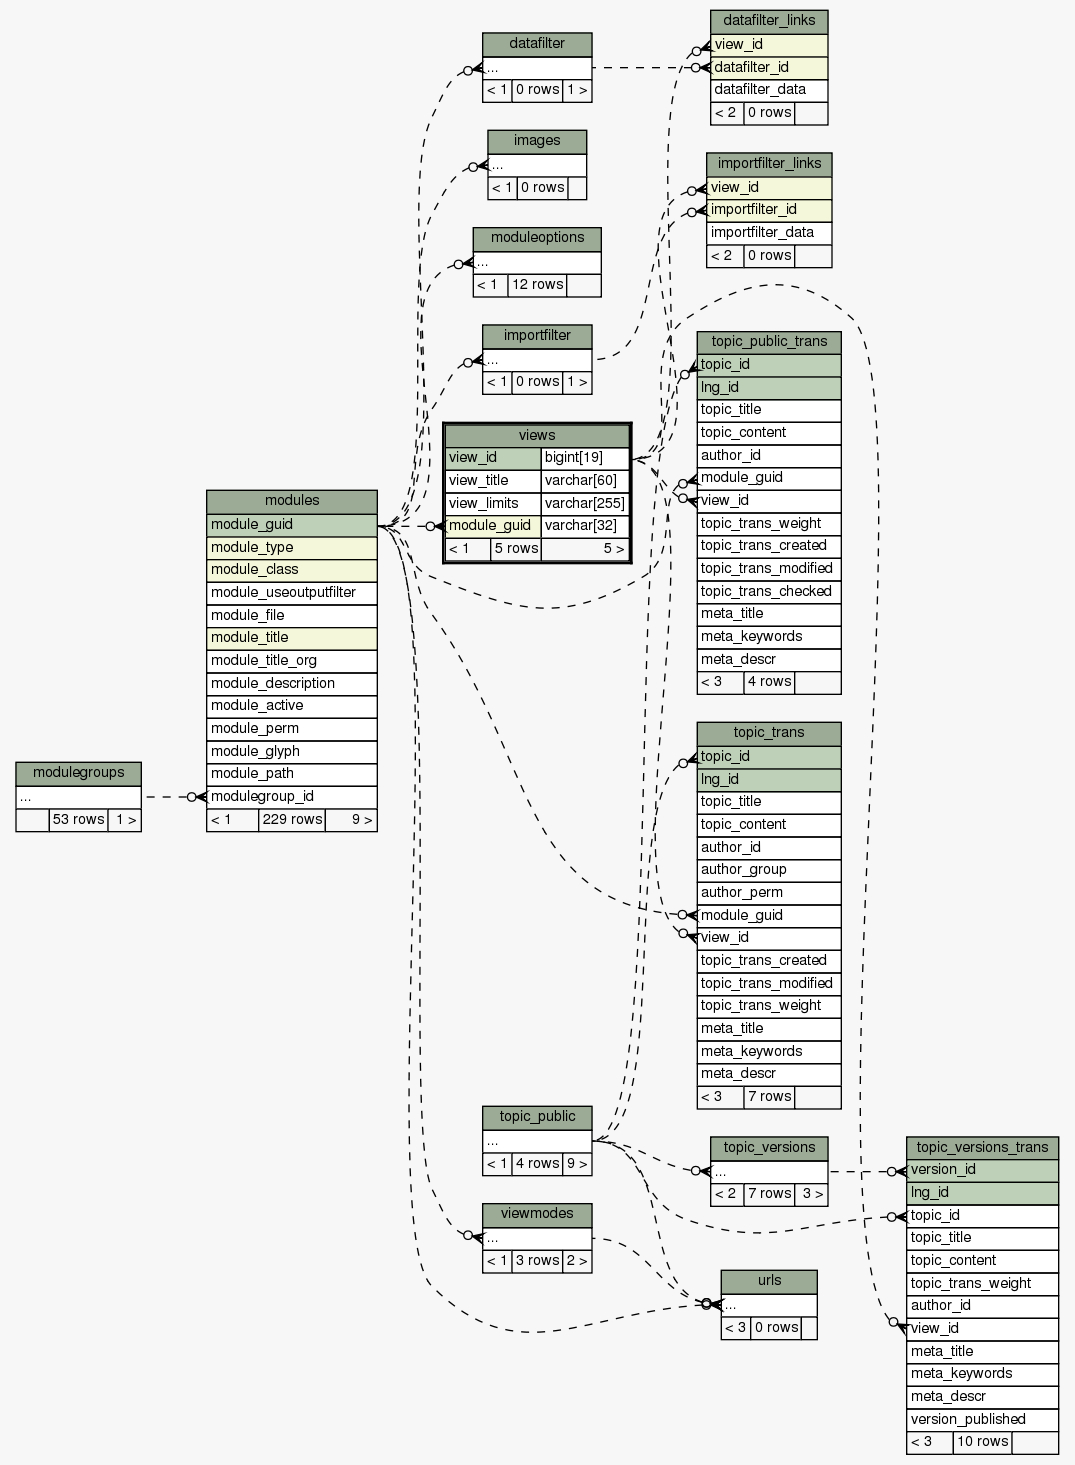 datafilter
...
< 1 0 rows 1 >
datafilter_links
view_id
datafilter_id
datafilter_data
< 2 0 rows
images
...
< 1 0 rows
importfilter_links
view_id
importfilter_id
importfilter_data
< 2 0 rows
moduleoptions
...
< 1 12 rows
importfilter
...
< 1 0 rows 1 >
topic_public_trans
topic_id
lng_id
topic_title
topic_content
author_id
module_guid
view_id
topic_trans_weight
topic_trans_created
topic_trans_modified
topic_trans_checked
meta_title
meta_keywords
meta_descr
< 3 4 rows
views
view_id bigint[19]
view_title varchar[60]
view_limits varchar[255]
module_guid varchar[32]
< 1 5 rows 5 >
modules
module_guid
module_type
module_class
module_useoutputfilter
module_file
module_title
module_title_org
module_description
module_active
module_perm
module_glyph
module_path
modulegroup_id
< 1 229 rows 9 >
modulegroups
...
53 rows 1 >
topic_trans
topic_id
lng_id
topic_title
topic_content
author_id
author_group
author_perm
module_guid
view_id
topic_trans_created
topic_trans_modified
topic_trans_weight
meta_title
meta_keywords
meta_descr
< 3 7 rows
topic_public
...
< 1 4 rows 9 >
topic_versions
...
< 2 7 rows 3 >
topic_versions_trans
version_id
lng_id
topic_id
topic_title
topic_content
topic_trans_weight
author_id
view_id
meta_title
meta_keywords
meta_descr
version_published
< 3 10 rows
viewmodes
...
< 1 3 rows 2 >
urls
...
< 3 0 rows